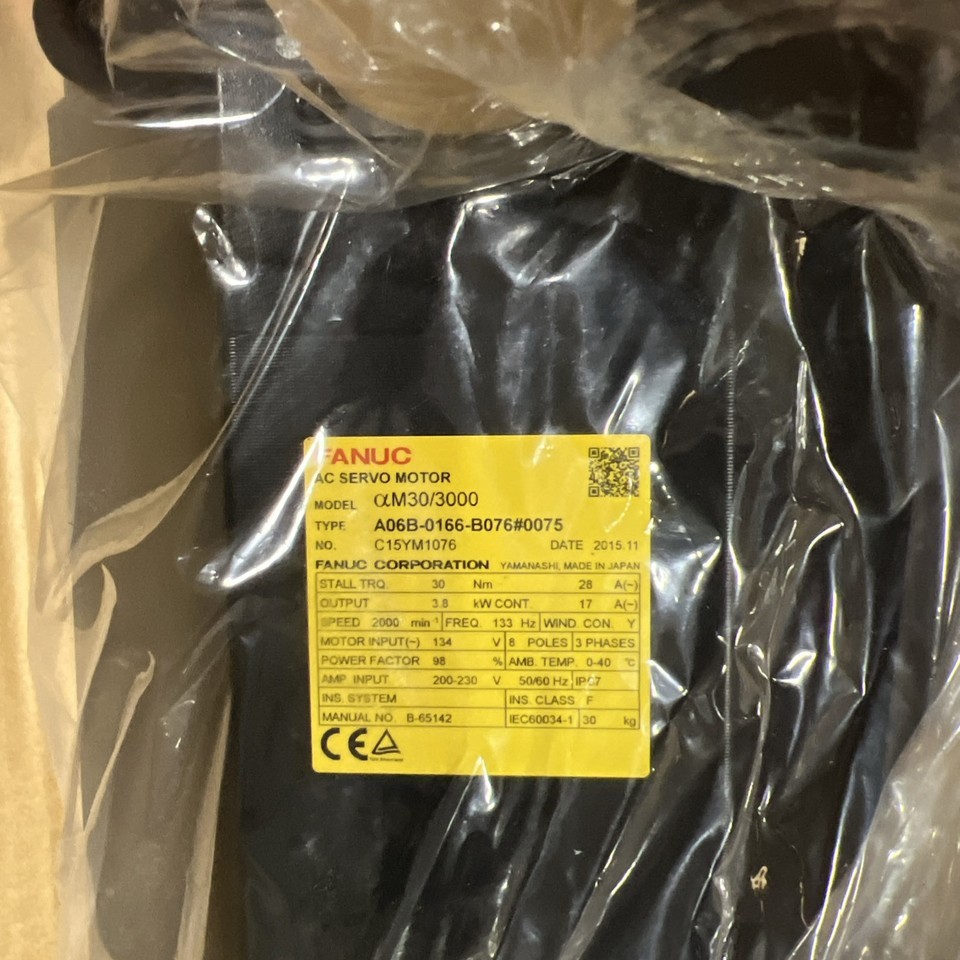 FANUC
AC SERVO MOTOR
MODEL αM30/3000
TYPE A06B-0166-B076#0075
NO. C15YM1076 DATE 2015.11
FANUC CORPORATION YAMANASHI, MADE IN JAPAN
STALL TRQ. 30 Nm 28 A(~)
OUTPUT 3.8 kW CONT. 17 A(~)
SPEED 2000 min⁻¹ FREQ. 133 Hz WIND. CON. Y
MOTOR INPUT(~) 134 V 8 POLES 3 PHASES
POWER FACTOR 98 % AMB. TEMP. 0-40 °C
AMP. INPUT 200-230 V 50/60 Hz IP67
INS. SYSTEM INS. CLASS F
MANUAL NO. B-65142 IEC60034-1 30 kg
CE